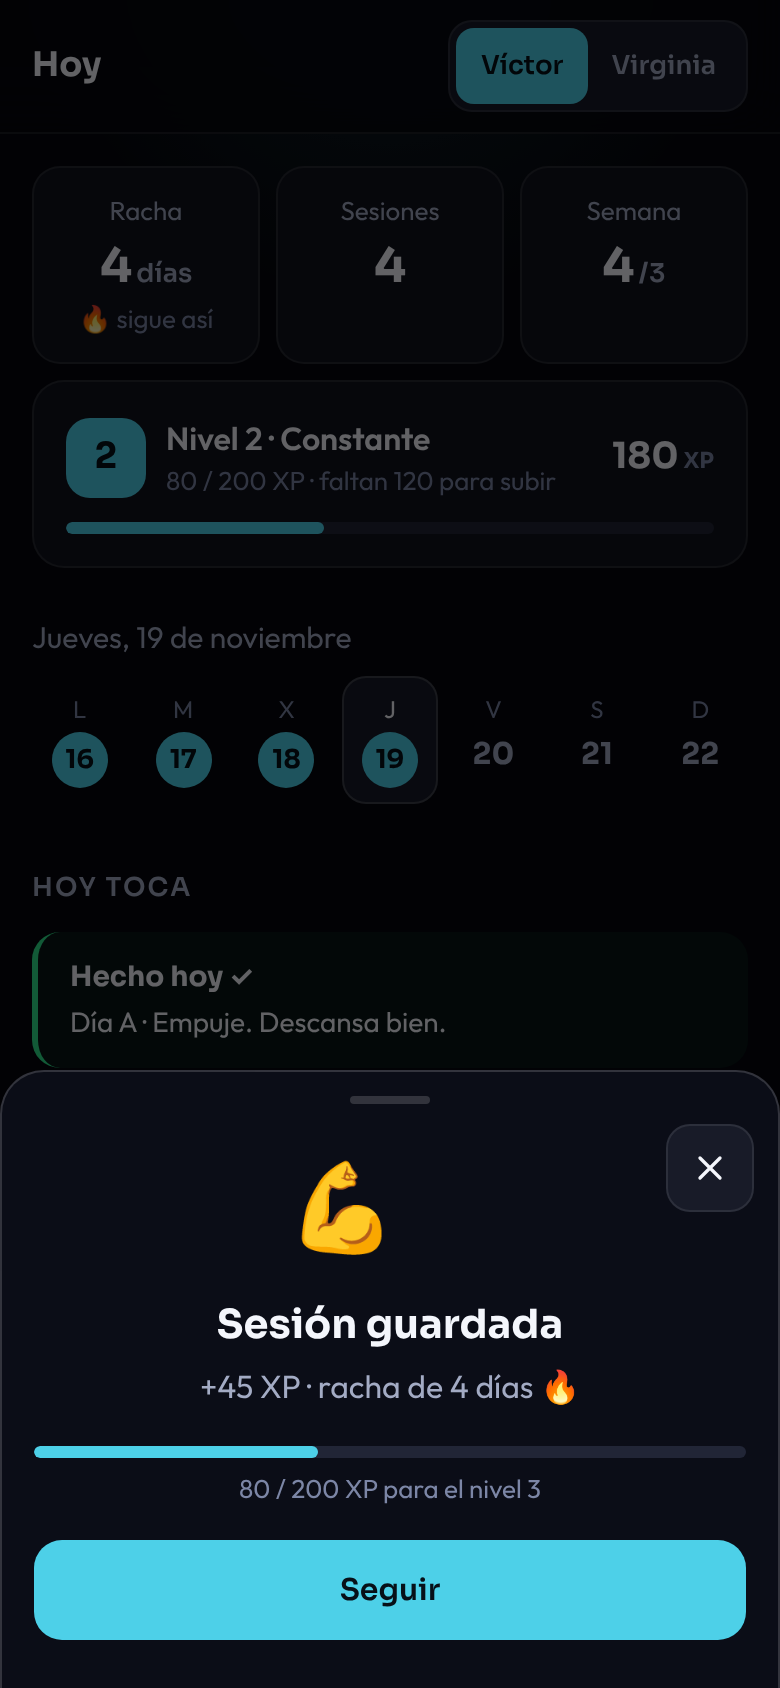 Hoy
Víctor Virginia
Racha
4 días
🔥 sigue así
Sesiones
4
Semana
4/3
2
Nivel 2 · Constante
80 / 200 XP · faltan 120 para subir
180 XP
Jueves, 19 de noviembre
L M X J V S D
16 17 18 19 20 21 22
HOY TOCA
Hecho hoy ✓
Día A · Empuje. Descansa bien.
Sesión guardada
+45 XP · racha de 4 días 🔥
80 / 200 XP para el nivel 3
Seguir